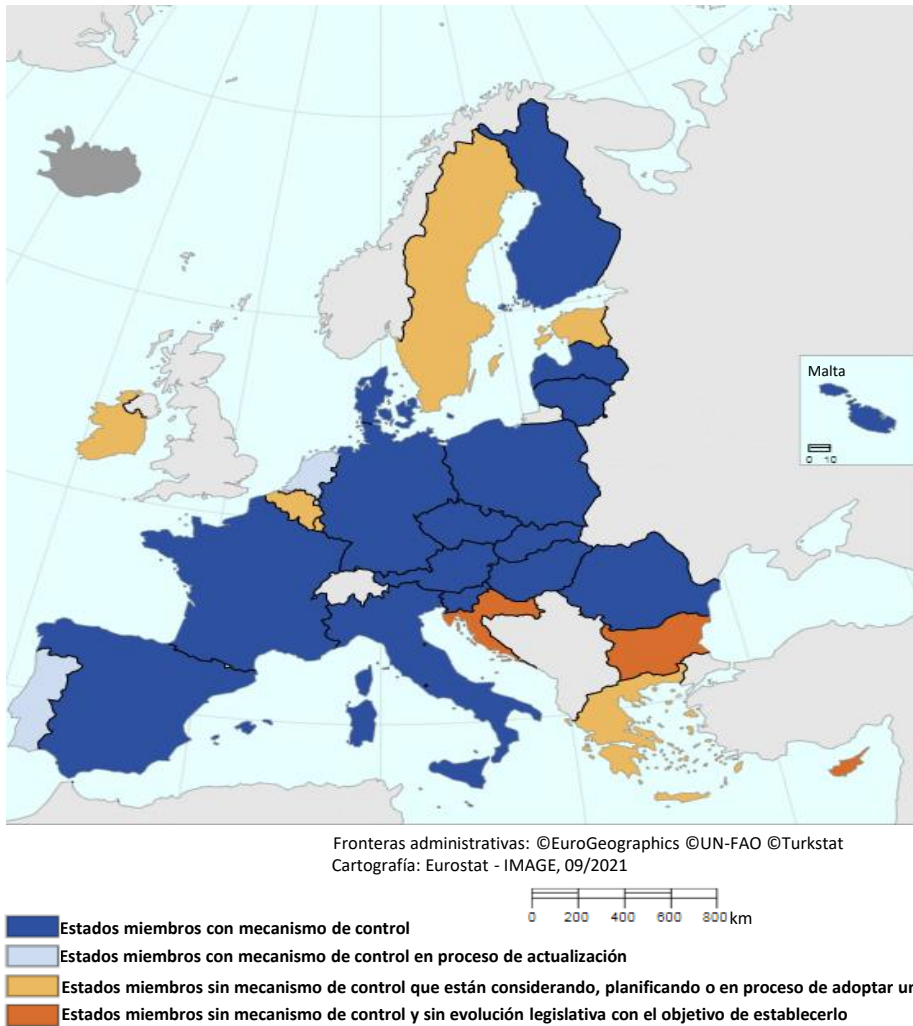 Malta
0 10
Fronteras administrativas: ©EuroGeographics ©UN-FAO ©Turkstat
Cartografía: Eurostat - IMAGE, 09/2021
0 200 400 600 800 km
Estados miembros con mecanismo de control
Estados miembros con mecanismo de control en proceso de actualización
Estados miembros sin mecanismo de control que están considerando, planificando o en proceso de adoptar un
Estados miembros sin mecanismo de control y sin evolución legislativa con el objetivo de establecerlo